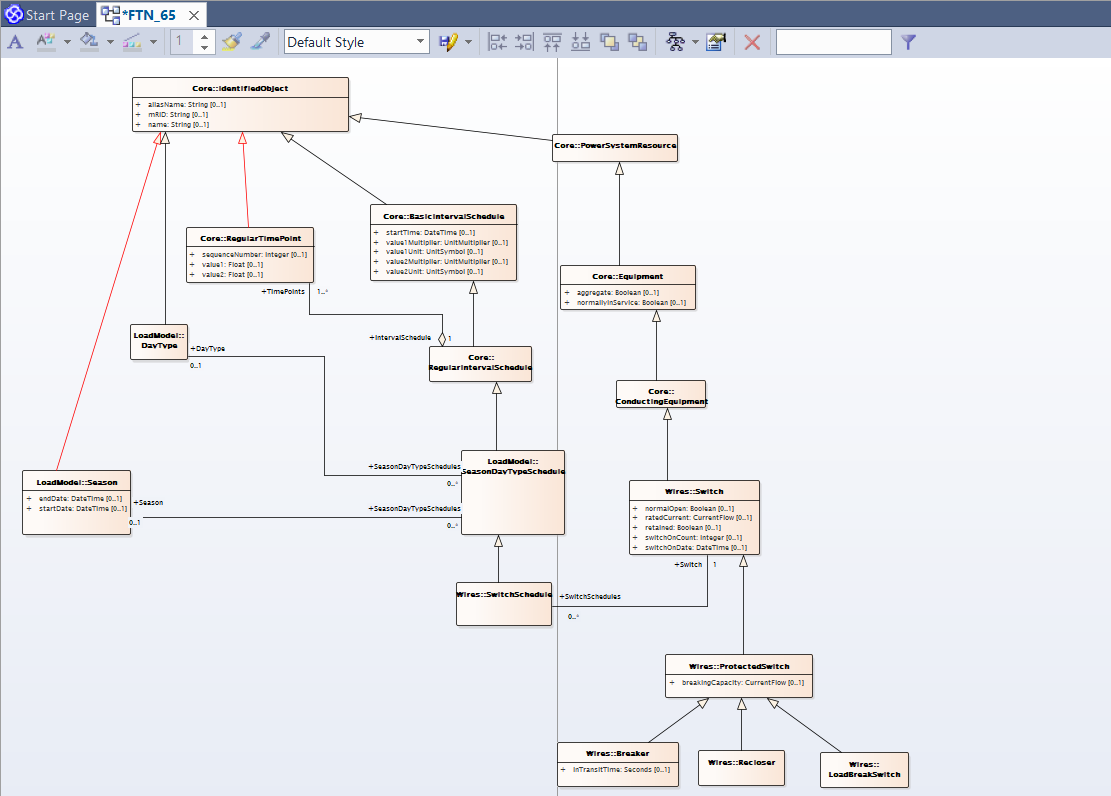 Start Page
*FTN_65
1
Default Style
Core::IdentifiedObject
+ aliasName: String [0..1]
+ mRID: String [0..1]
+ name: String [0..1]
Core::PowerSystemResource
Core::BasicIntervalSchedule
+ startTime: DateTime [0..1]
+ value1Multiplier: UnitMultiplier [0..1]
+ value1Unit: UnitSymbol [0..1]
+ value2Multiplier: UnitMultiplier [0..1]
+ value2Unit: UnitSymbol [0..1]
Core::RegularTimePoint
+ sequenceNumber: Integer [0..1]
+ value1: Float [0..1]
+ value2: Float [0..1]
+TimePoints 1..*
Core::Equipment
+ aggregate: Boolean [0..1]
+ normallyInService: Boolean [0..1]
LoadModel::
DayType
+DayType
0..1
+IntervalSchedule 1
Core::
RegularIntervalSchedule
Core::
ConductingEquipment
LoadModel::
SeasonDayTypeSchedule
+SeasonDayTypeSchedules
0..*
LoadModel::Season
+ endDate: DateTime [0..1]
+ startDate: DateTime [0..1]
+Season
0..1
+SeasonDayTypeSchedules
0..*
Wires::Switch
+ normalOpen: Boolean [0..1]
+ ratedCurrent: CurrentFlow [0..1]
+ retained: Boolean [0..1]
+ switchOnCount: Integer [0..1]
+ switchOnDate: DateTime [0..1]
+Switch 1
Wires::SwitchSchedule
+SwitchSchedules
0..*
Wires::ProtectedSwitch
+ breakingCapacity: CurrentFlow [0..1]
Wires::Breaker
+ inTransitTime: Seconds [0..1]
Wires::Recloser
Wires::
LoadBreakSwitch